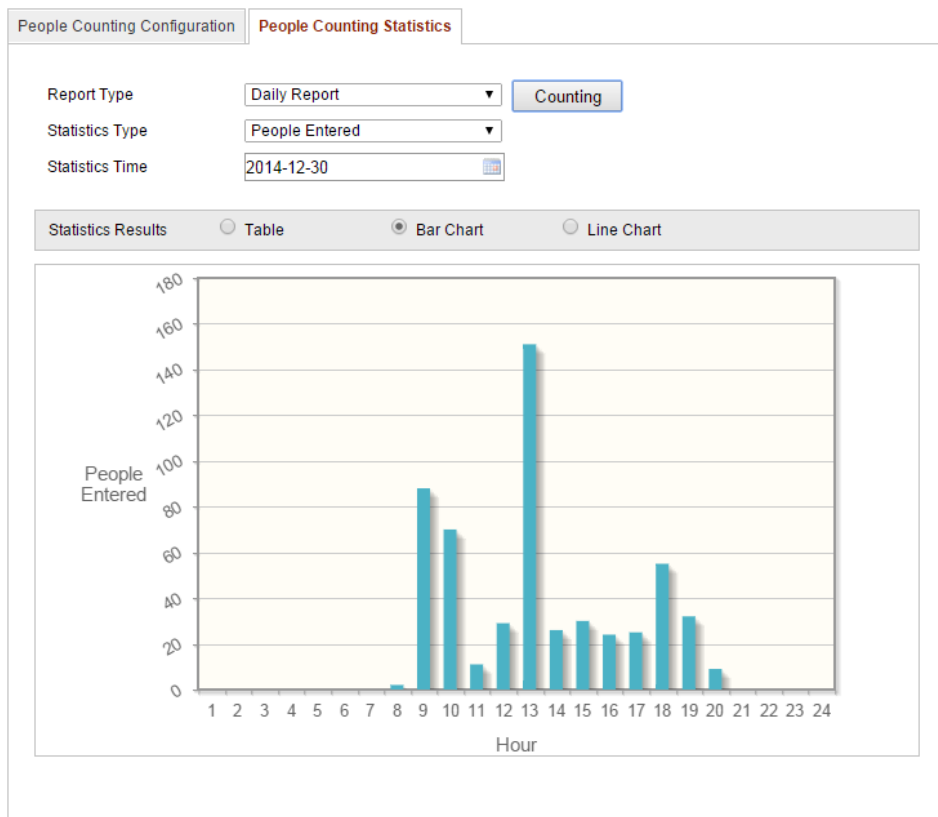 People Counting Configuration People Counting Statistics
Report Type Daily Report Counting
Statistics Type People Entered
Statistics Time 2014-12-30
Statistics Results Table Bar Chart Line Chart
180
160
140
120
100
80
60
40
20
0
People
Entered
1 2 3 4 5 6 7 8 9 10 11 12 13 14 15 16 17 18 19 20 21 22 23 24
Hour